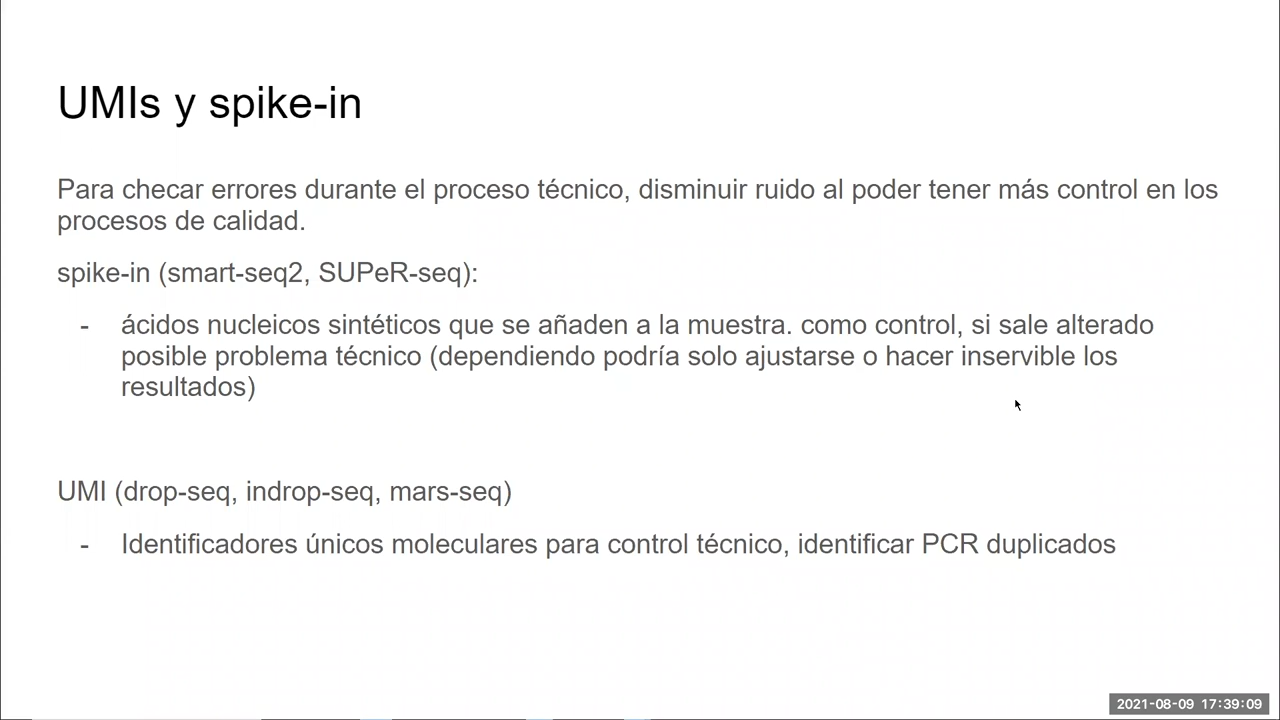 UMIs y spike-in
Para checar errores durante el proceso técnico, disminuir ruido al poder tener más control en los
procesos de calidad.
spike-in (smart-seq2, SUPeR-seq):
- ácidos nucleicos sintéticos que se añaden a la muestra. como control, si sale alterado
posible problema técnico (dependiendo podría solo ajustarse o hacer inservible los
resultados)
UMI (drop-seq, indrop-seq, mars-seq)
- Identificadores únicos moleculares para control técnico, identificar PCR duplicados
2021-08-09 17:39:09